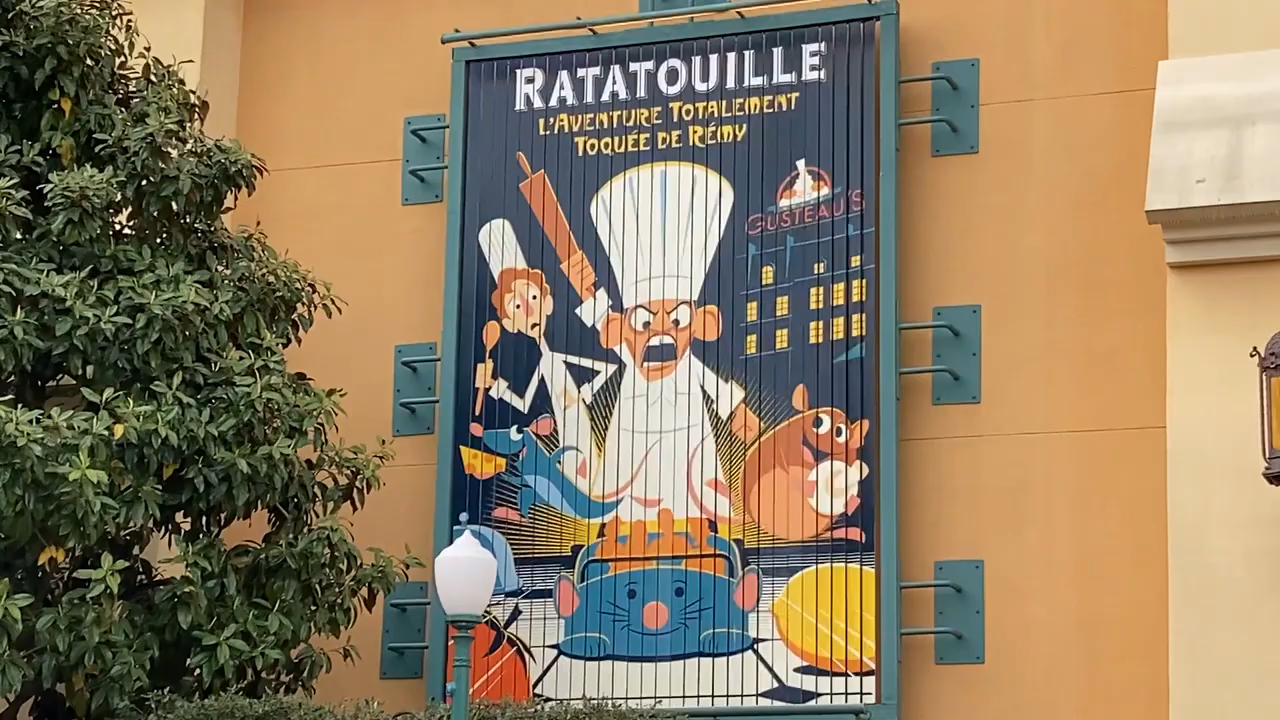 RATATOUILLE
L'AVENTURE TOTALEMENT
TOQUÉE DE RÉMY
GUSTEAU'S